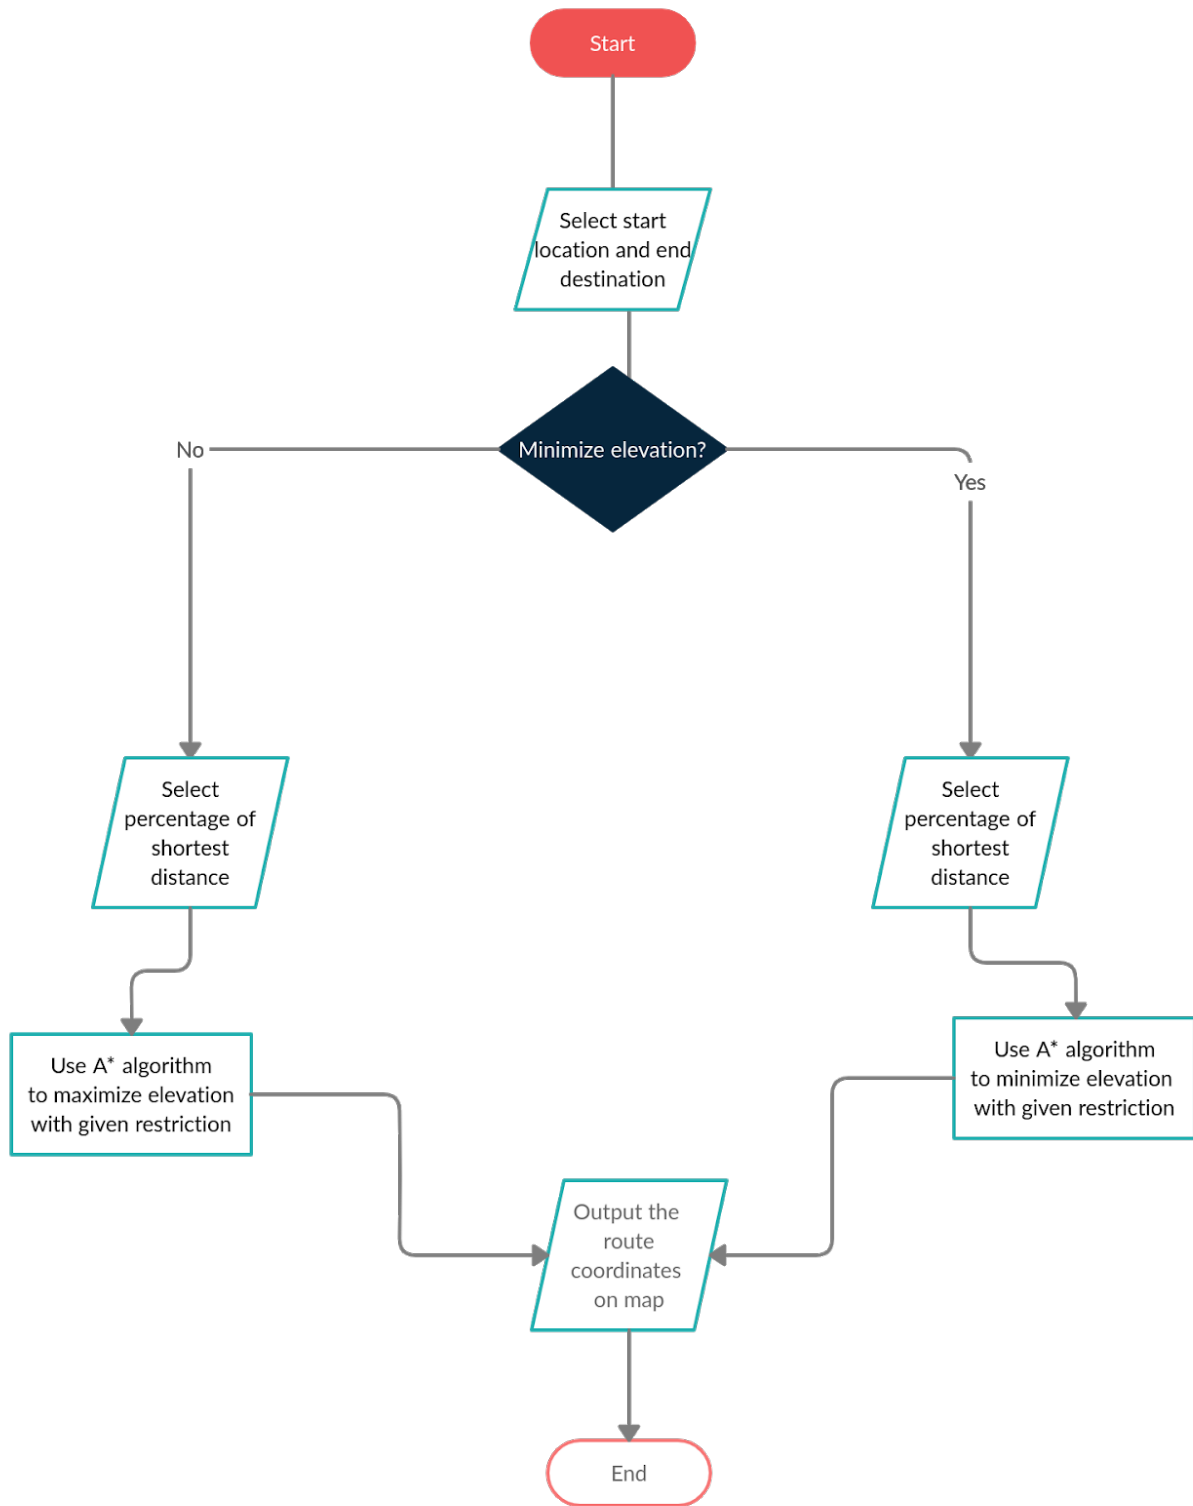 Start
Select start
location and end
destination
Minimize elevation?
No
Yes
Select
percentage of
shortest
distance
Select
percentage of
shortest
distance
Use A* algorithm
to maximize elevation
with given restriction
Use A* algorithm
to minimize elevation
with given restriction
Output the
route
coordinates
on map
End